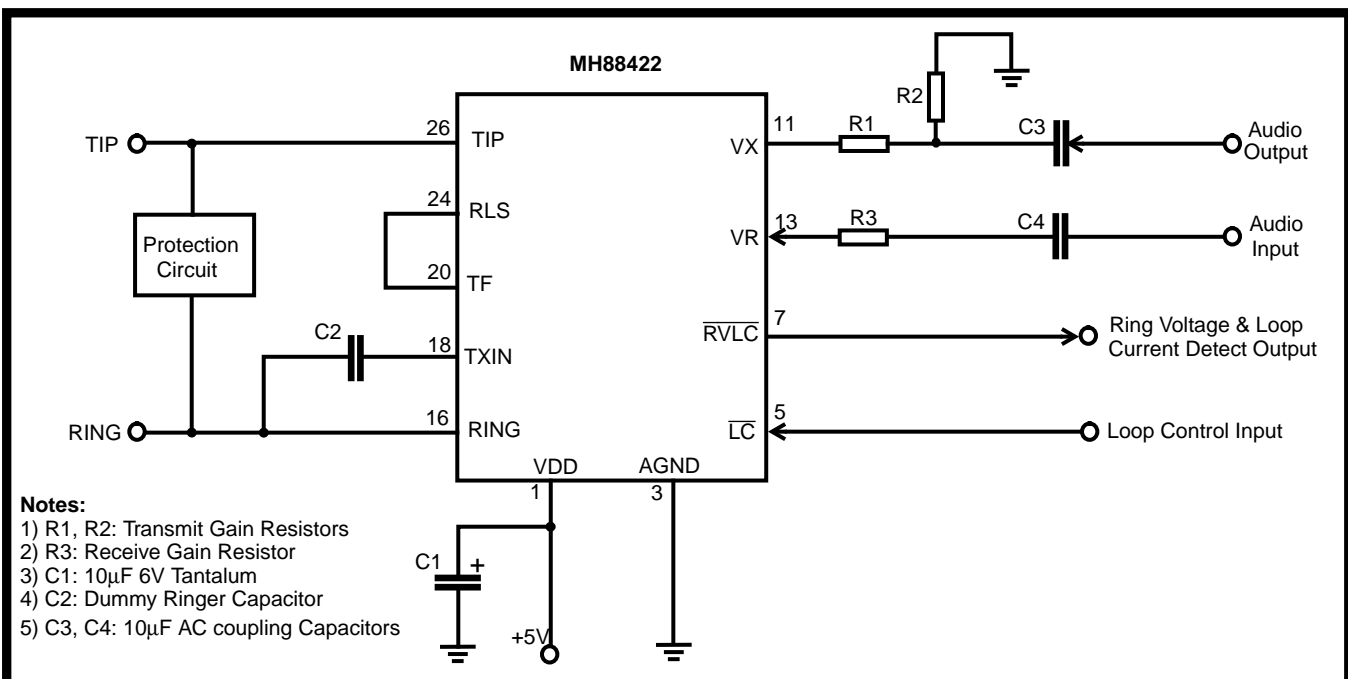 MH88422
TIP
26
TIP
RLS
24
20
TF
Protection
Circuit
C2
18
TXIN
RING
16
RING
VDD
1
AGND
3
VX
11
R1
R2
C3
Audio
Output
VR
13
R3
C4
Audio
Input
RVLC
7
Ring Voltage & Loop
Current Detect Output
LC
5
Loop Control Input
C1
+
+5V
Notes:
1) R1, R2: Transmit Gain Resistors
2) R3: Receive Gain Resistor
3) C1: 10μF 6V Tantalum
4) C2: Dummy Ringer Capacitor
5) C3, C4: 10μF AC coupling Capacitors